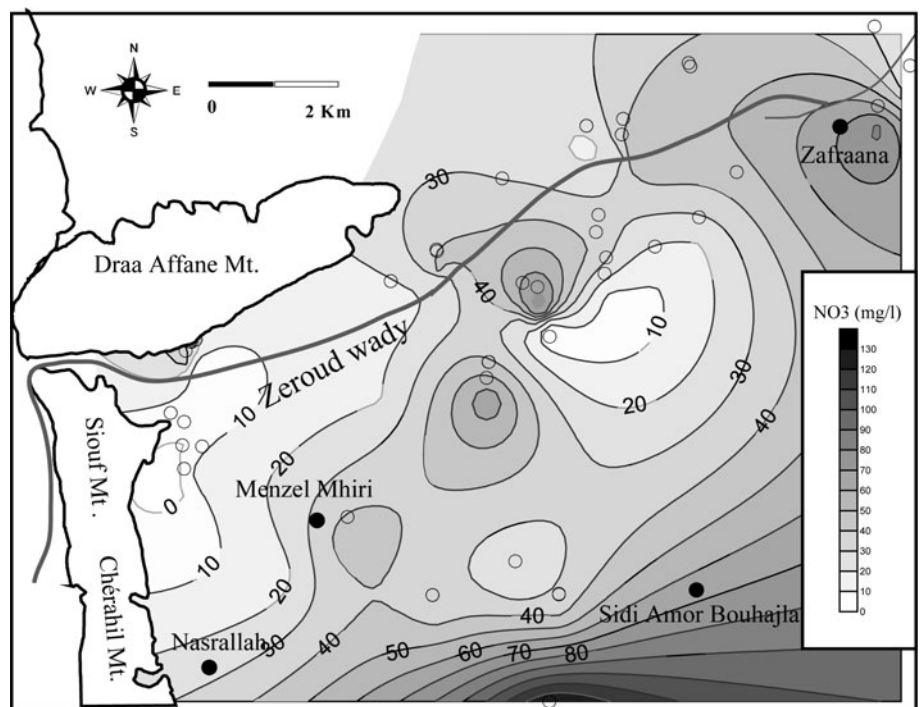 N
W E
S
0 2 Km
Zafraana
30
Draa Affane Mt.
40
NO3 (mg/l)
130
120
110
100
90
80
70
60
50
40
30
20
10
0
10
Zeroud wady
30
20
10
40
20
Siouf Mt .
Menzel Mhiri
0
10
20
Chérahil Mt.
40
Sidi Amor Bouhajla
Nasrallah
30
40
50
60
70
80